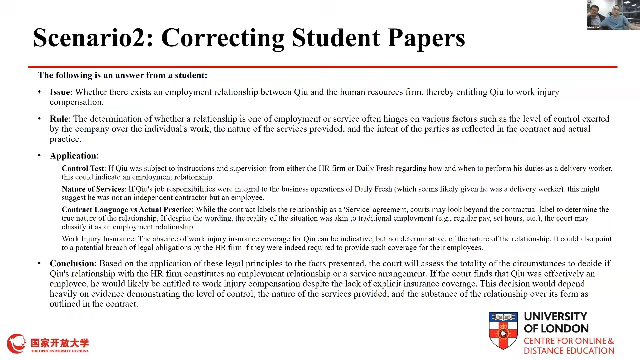 Scenario2: Correcting Student Papers
The following is an answer from a student:
• Issue: Whether there exists an employment relationship between Qiu and the human resources firm, thereby entitling Qiu to work injury
compensation.
• Rule: The determination of whether a relationship is one of employment or service often hinges on various factors such as the level of control exerted
by the company over the individual's work, the nature of the services provided, and the intent of the parties as reflected in the contract and actual
practice.
• Application:
Control Test: If Qiu was subject to instructions and supervision from either the HR firm or Daily Fresh regarding how and when to perform his duties as a delivery worker,
this could indicate an employment relationship.
Nature of Services: If Qiu's job responsibilities were integral to the business operations of Daily Fresh (which seems likely given he was a delivery worker), this might
suggest he was not an independent contractor but an employee.
Contract Language vs Actual Practice: While the contract labels the relationship as a 'Service' agreement, courts may look beyond the contractual label to determine the
true nature of the relationship. If despite the wording, the reality of the situation was akin to traditional employment (e.g., regular pay, set hours, etc.), the court may
classify it as an employment relationship.
Work Injury Insurance: The absence of work injury insurance coverage for Qiu can be indicative, but not determinative, of the nature of the relationship. It could also point
to a potential breach of legal obligations by the HR firm if they were indeed required to provide such coverage for their employees.
• Conclusion: Based on the application of these legal principles to the facts presented, the court will assess the totality of the circumstances to decide if
Qiu's relationship with the HR firm constitutes an employment relationship or a service arrangement. If the court finds that Qiu was effectively an
employee, he would likely be entitled to work injury compensation despite the lack of explicit insurance coverage. This decision would depend
heavily on evidence demonstrating the level of control, the nature of the services provided, and the substance of the relationship over its form as
outlined in the contract.
国家开放大学
THE OPEN UNIVERSITY OF CHINA
UNIVERSITY
OF LONDON
CENTRE FOR ONLINE &
DISTANCE EDUCATION